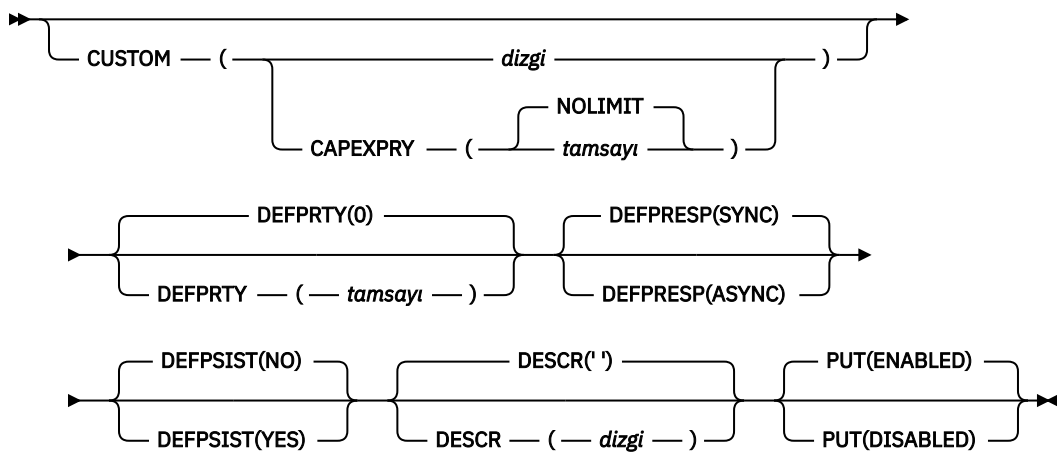 CUSTOM ( dizgi )
NOLIMIT
CAPEXPRY ( tamsayı )
DEFPRTY(0) DEFPRESP(SYNC)
DEFPRTY ( tamsayı ) DEFPRESP(ASYNC)
DEFPSIST(NO) DESCR(' ') PUT(ENABLED)
DEFPSIST(YES) DESCR ( dizgi ) PUT(DISABLED)